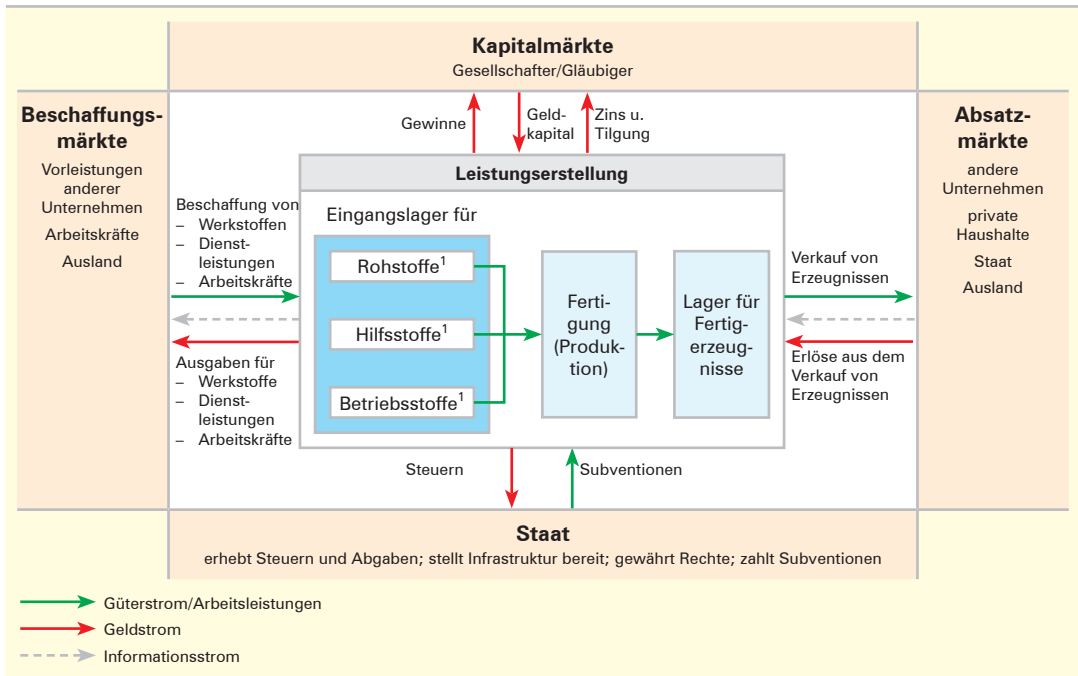 Kapitalmärkte
Gesellschafter/Gläubiger
Beschaffungs-
märkte
Vorleistungen
anderer
Unternehmen
Arbeitskräfte
Ausland
Gewinne
Geld-
kapital
Zins u.
Tilgung
Absatz-
märkte
andere
Unternehmen
private
Haushalte
Staat
Ausland
Beschaffung von
– Werkstoffen
– Dienst-
leistungen
– Arbeitskräfte
Ausgaben für
– Werkstoffe
– Dienst-
leistungen
– Arbeitskräfte
Leistungserstellung
Eingangslager für
Rohstoffe¹
Hilfsstoffe¹
Betriebsstoffe¹
Ferti-
gung
(Produk-
tion)
Lager für
Fertig-
erzeug-
nisse
Verkauf von
Erzeugnissen
Erlöse aus dem
Verkauf von
Erzeugnissen
Steuern
Subventionen
Staat
erhebt Steuern und Abgaben; stellt Infrastruktur bereit; gewährt Rechte; zahlt Subventionen
Güterstrom/Arbeitsleistungen
Geldstrom
Informationsstrom